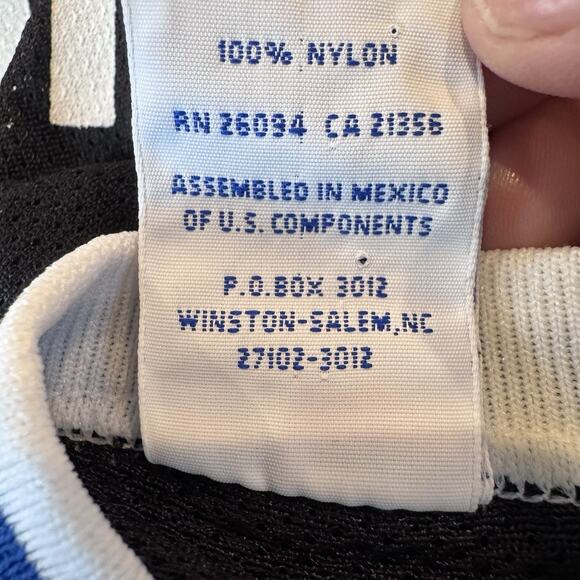 100% NYLON
RN 26094 CA 21356
ASSEMBLED IN MEXICO
OF U.S. COMPONENTS
P.O.BOX 3012
WINSTON-SALEM,NC
27102-3012